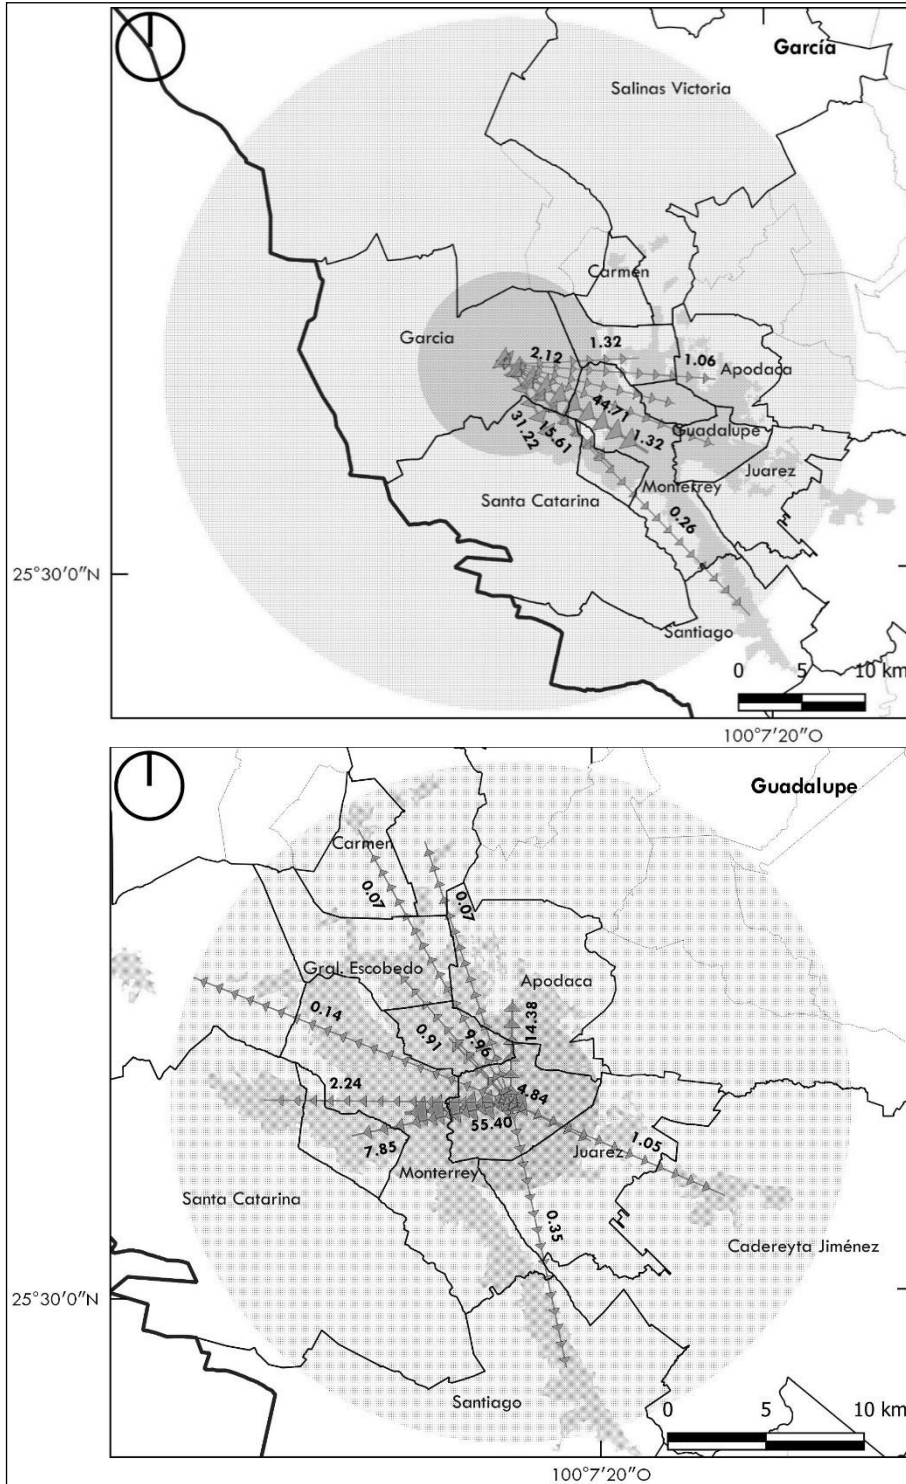 García
Salinas Victoria
Carmen
Garcia
1.32
2.12
1.06
Apodaca
44.71
31.22
15.61
1.32
Guadalupe
Juarez
Santa Catarina
Monterrey
0.26
25°30'0"N
Santiago
0 5 10 km
100°7'20"O
Guadalupe
Carmen
0.07
0.07
Gral. Escobedo
Apodaca
0.14
14.38
0.91
9.96
2.24
4.84
55.40
7.85
1.05
Juarez
Monterrey
Santa Catarina
0.35
Cadereyta Jiménez
25°30'0"N
Santiago
0 5 10 km
100°7'20"O